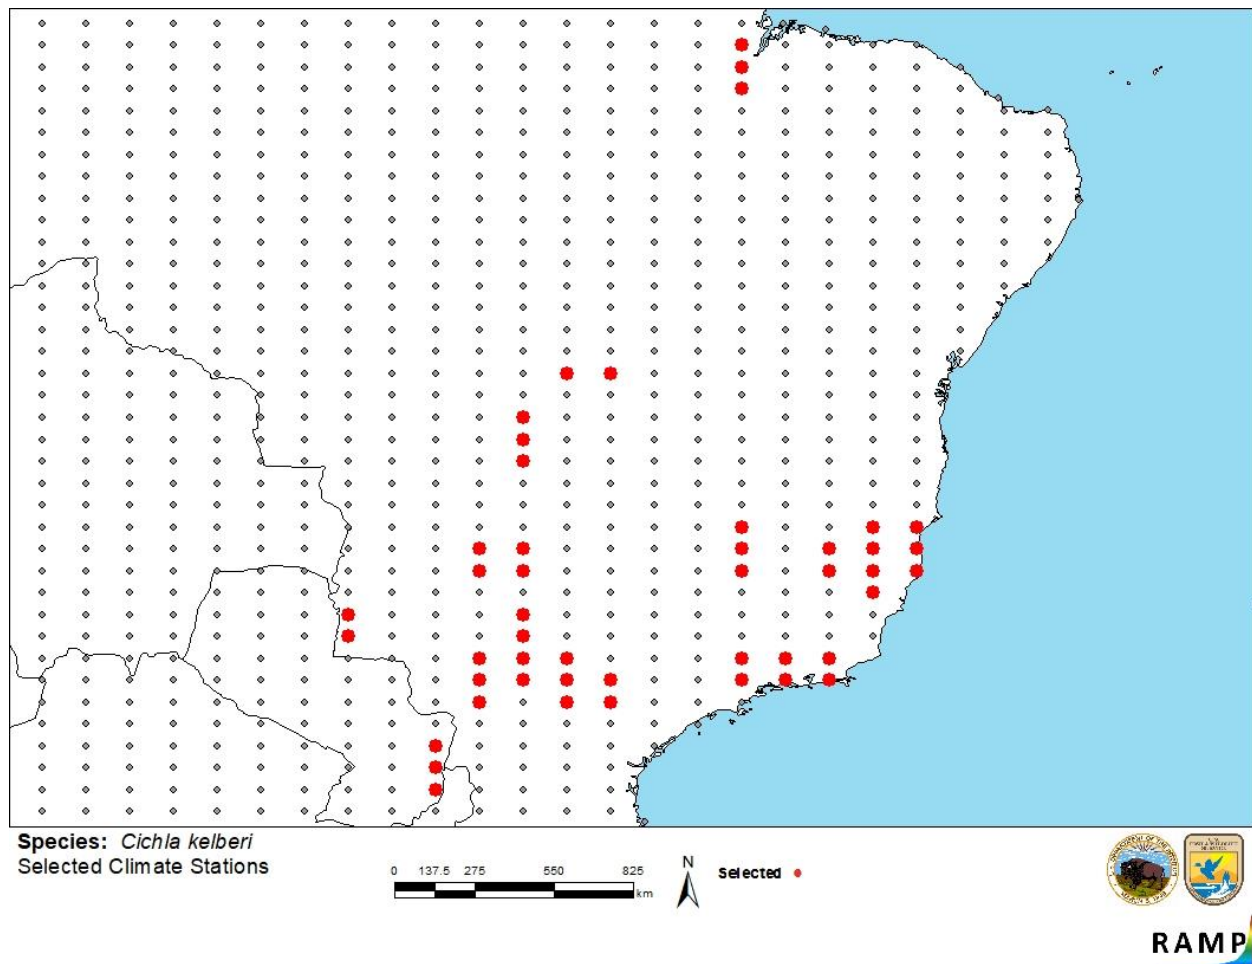 Species: Cichla kelberi
Selected Climate Stations
0 137.5 275 550 825
km
N
Selected
RAMP